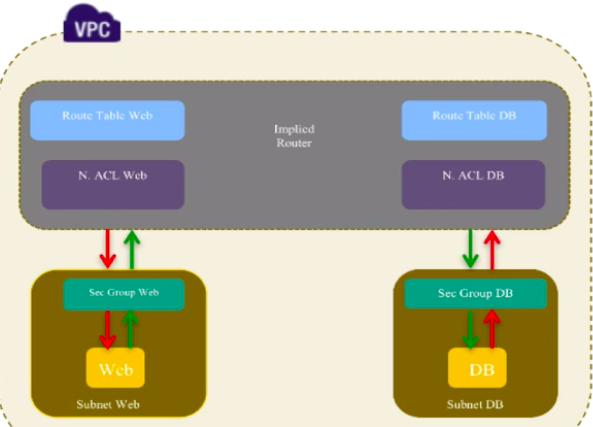 VPC
Route Table Web
Route Table DB
Implied
Router
N. ACL Web
N. ACL DB
Sec Group Web
Sec Group DB
Web
DB
Subnet Web
Subnet DB